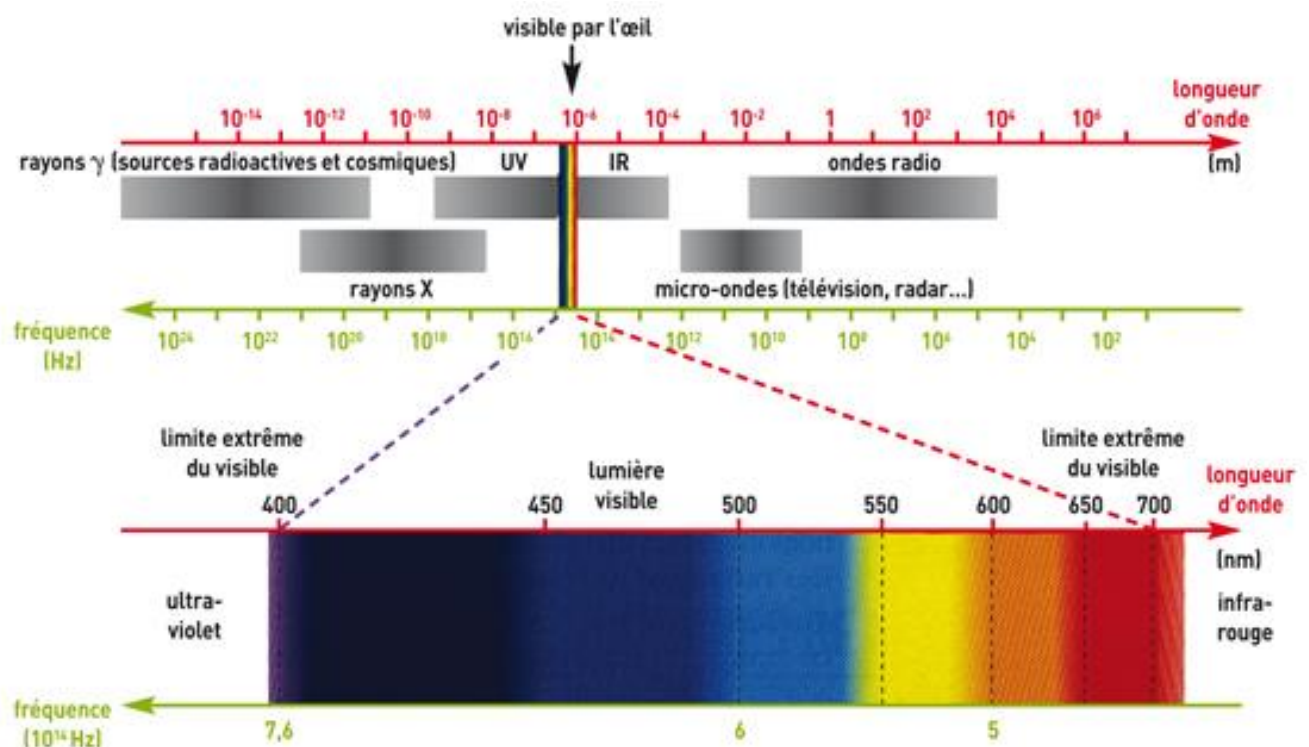 visible par l'œil
10⁻¹⁴ 10⁻¹² 10⁻¹⁰ 10⁻⁸ 10⁻⁶ 10⁻⁴ 10⁻² 1 10² 10⁴ 10⁶
longueur
d'onde
(m)
rayons γ (sources radioactives et cosmiques) UV IR ondes radio
rayons X micro-ondes (télévision, radar...)
fréquence
(Hz)
10²⁴ 10²² 10²⁰ 10¹⁸ 10¹⁶ 10¹⁴ 10¹² 10¹⁰ 10⁸ 10⁶ 10⁴ 10²
limite extrême
du visible
lumière
visible
limite extrême
du visible
longueur
d'onde
(nm)
400 450 500 550 600 650 700
ultra-
violet
infra-
rouge
fréquence
(10¹⁴ Hz)
7,6 6 5